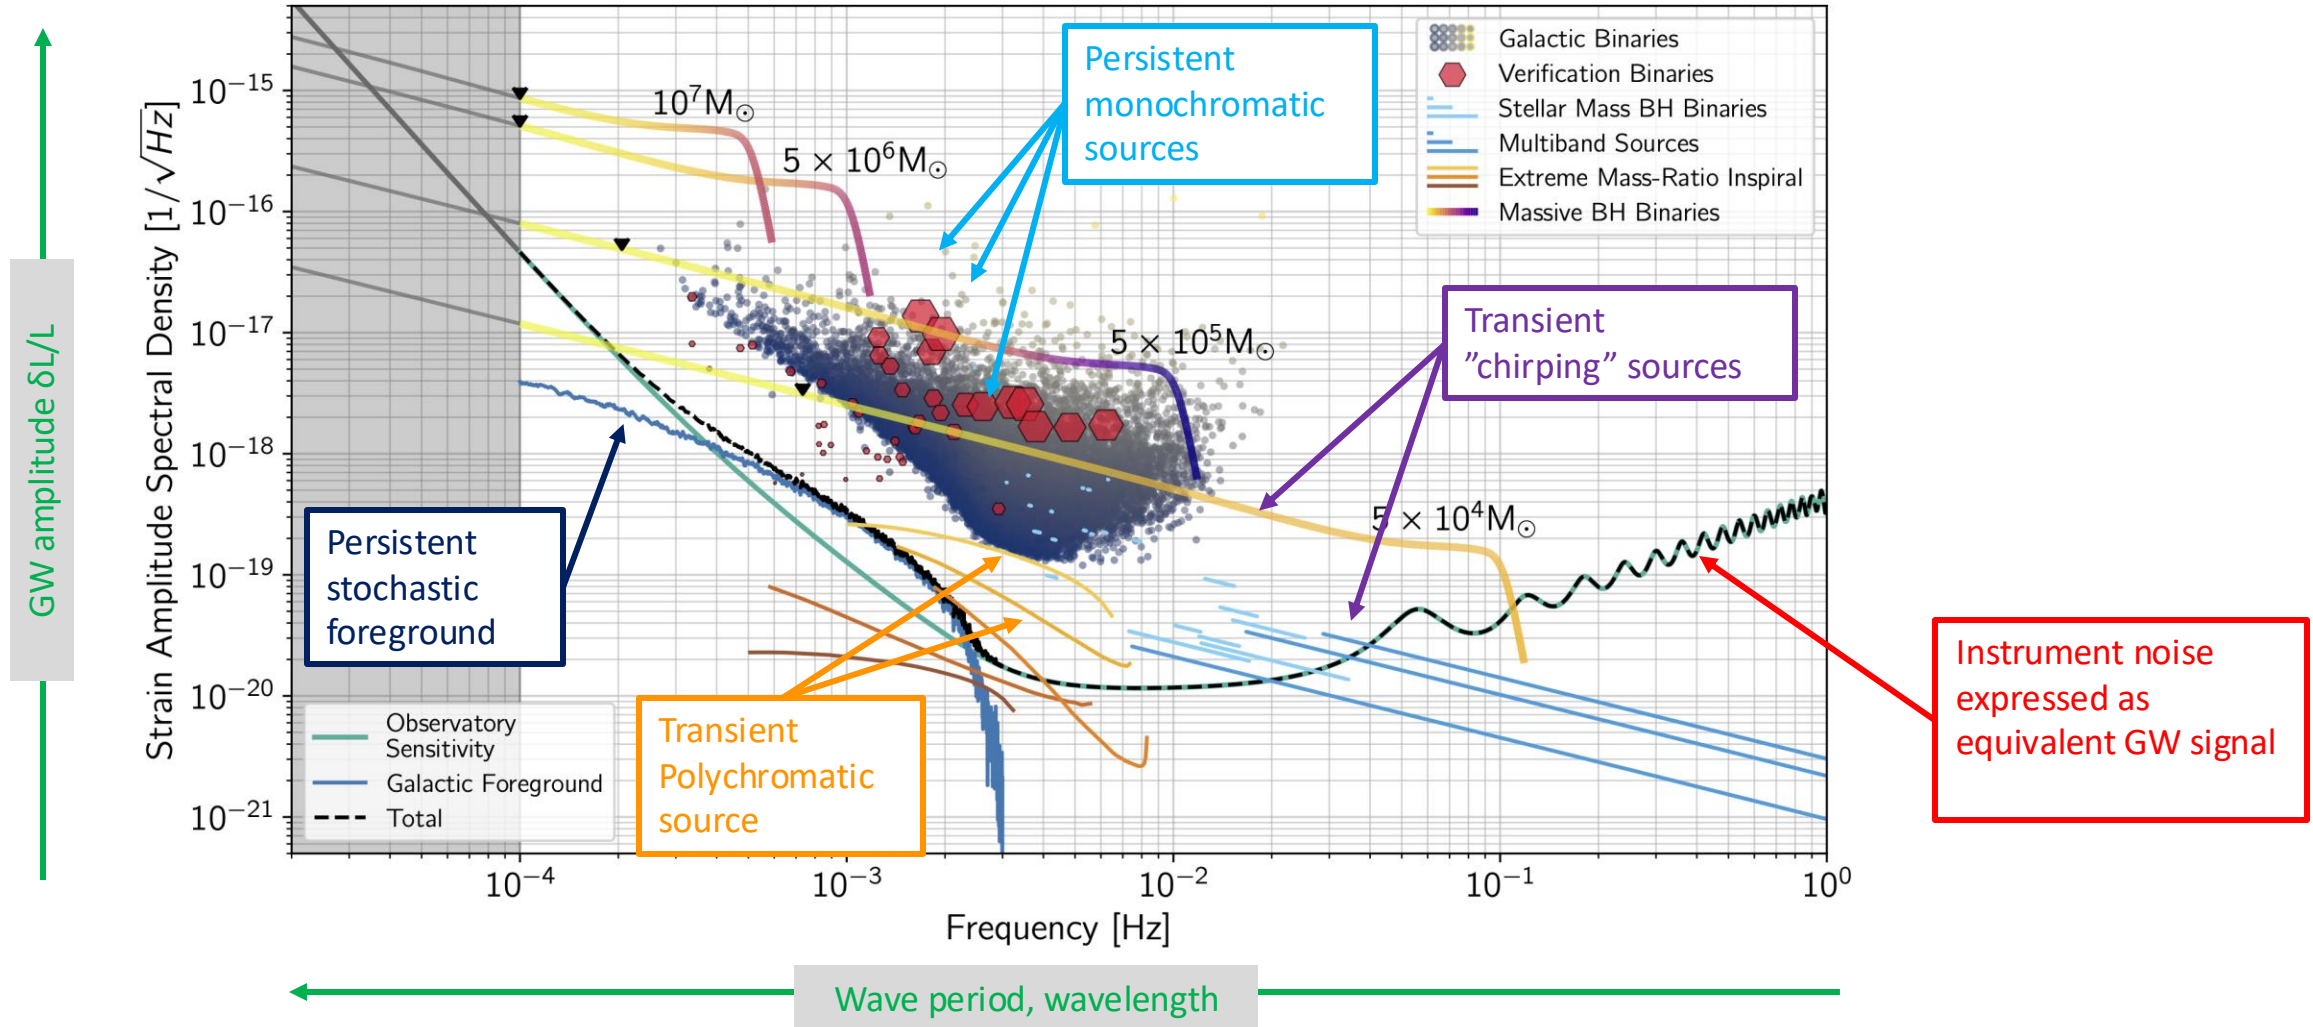 GW amplitude δL/L
Strain Amplitude Spectral Density [1/√Hz]
10⁻¹⁵
10⁻¹⁶
10⁻¹⁷
10⁻¹⁸
10⁻¹⁹
10⁻²⁰
10⁻²¹
10⁷M☉
5 × 10⁶M☉
5 × 10⁵M☉
5 × 10⁴M☉
Persistent
monochromatic
sources
Galactic Binaries
Verification Binaries
Stellar Mass BH Binaries
Multiband Sources
Extreme Mass-Ratio Inspiral
Massive BH Binaries
Transient
”chirping” sources
Persistent
stochastic
foreground
Transient
Polychromatic
source
Instrument noise
expressed as
equivalent GW signal
Observatory
Sensitivity
Galactic Foreground
Total
10⁻⁴
10⁻³
10⁻²
10⁻¹
10⁰
Frequency [Hz]
Wave period, wavelength